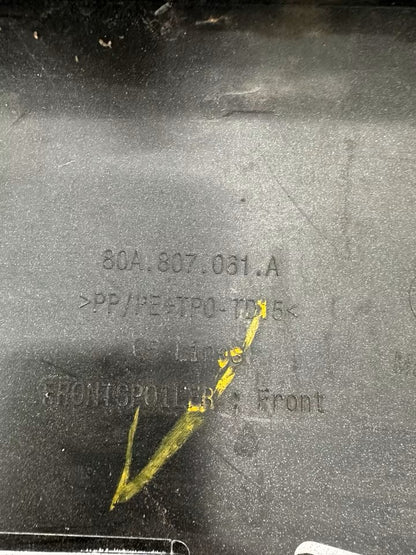 80A.807.061.A
>PP/PE+TPO-TD15<
FRONTSPOILER : Front